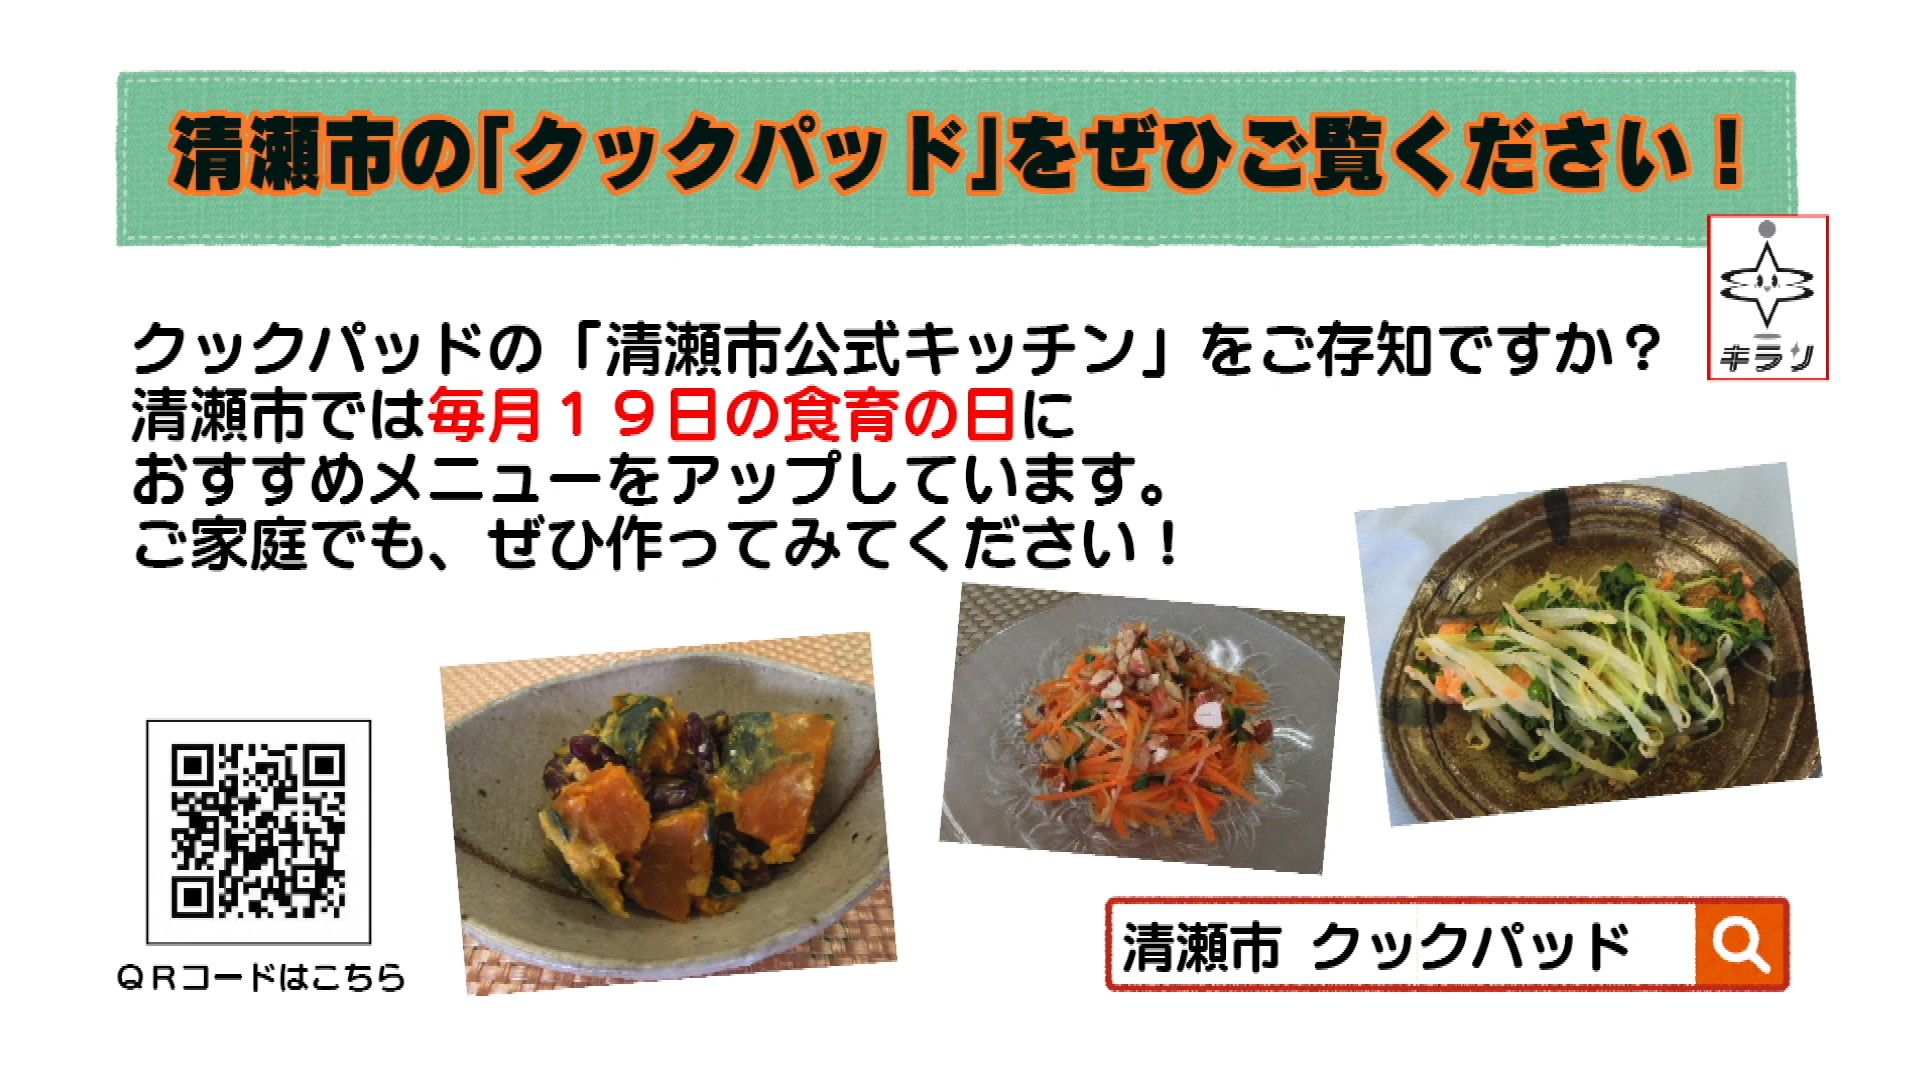 清瀬市の「クックパッド」をぜひご覧ください！
キラリ
クックパッドの「清瀬市公式キッチン」をご存知ですか？
清瀬市では毎月１９日の食育の日に
おすすめメニューをアップしています。
ご家庭でも、ぜひ作ってみてください！
ＱＲコードはこちら
清瀬市 クックパッド